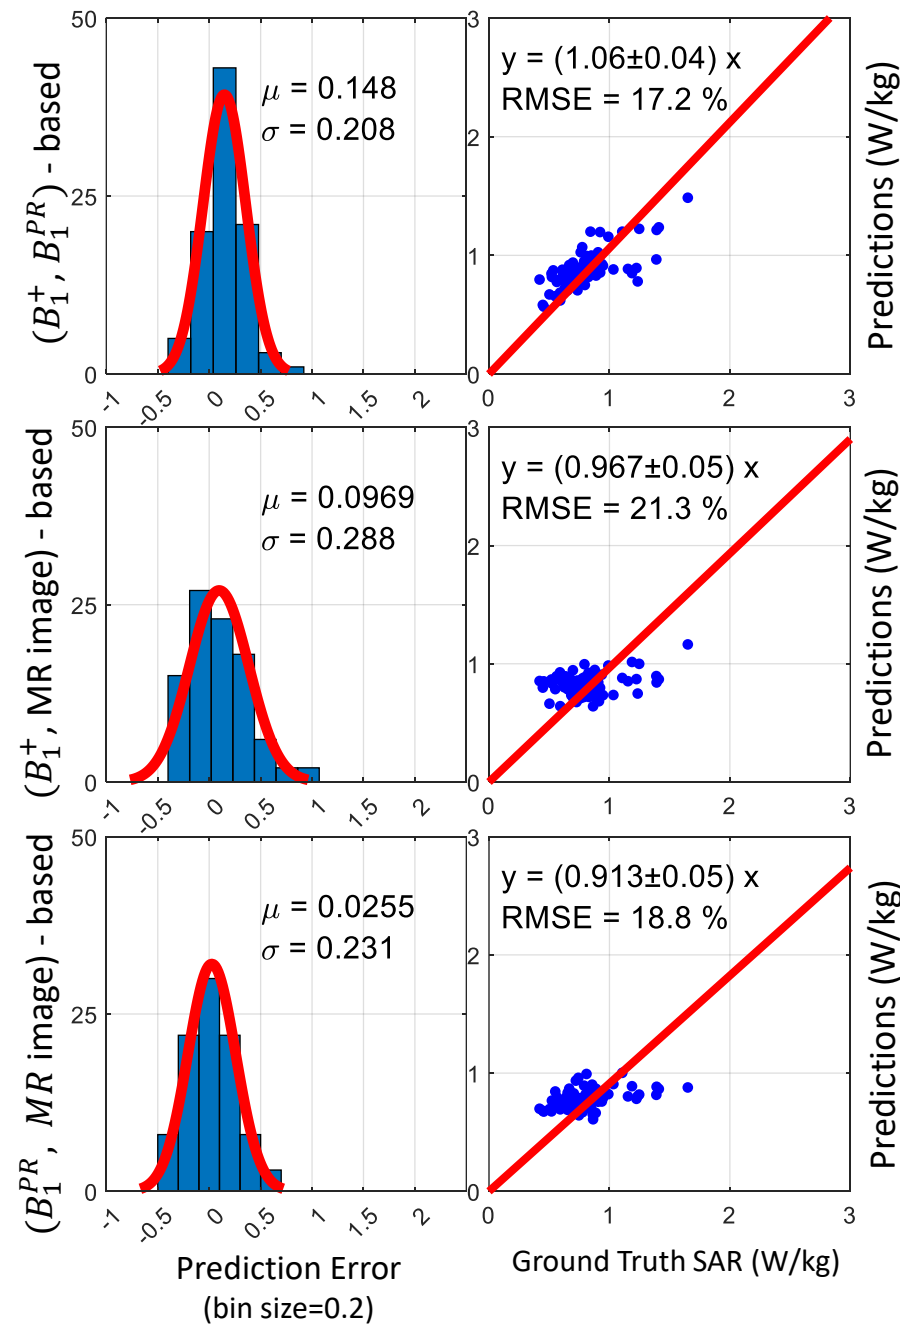 (B₁⁺, B₁ᴾᴿ) - based
50
25
0
-1
-0.5
0
0.5
1
1.5
2
μ = 0.148
σ = 0.208
y = (1.06±0.04) x
RMSE = 17.2 %
3
2
1
0
0
1
2
3
Predictions (W/kg)
(B₁⁺, MR image) - based
50
25
0
-1
-0.5
0
0.5
1
1.5
2
μ = 0.0969
σ = 0.288
y = (0.967±0.05) x
RMSE = 21.3 %
3
2
1
0
0
1
2
3
Predictions (W/kg)
(B₁ᴾᴿ, MR image) - based
50
25
0
-1
-0.5
0
0.5
1
1.5
2
μ = 0.0255
σ = 0.231
y = (0.913±0.05) x
RMSE = 18.8 %
3
2
1
0
0
1
2
3
Predictions (W/kg)
Prediction Error
(bin size=0.2)
Ground Truth SAR (W/kg)